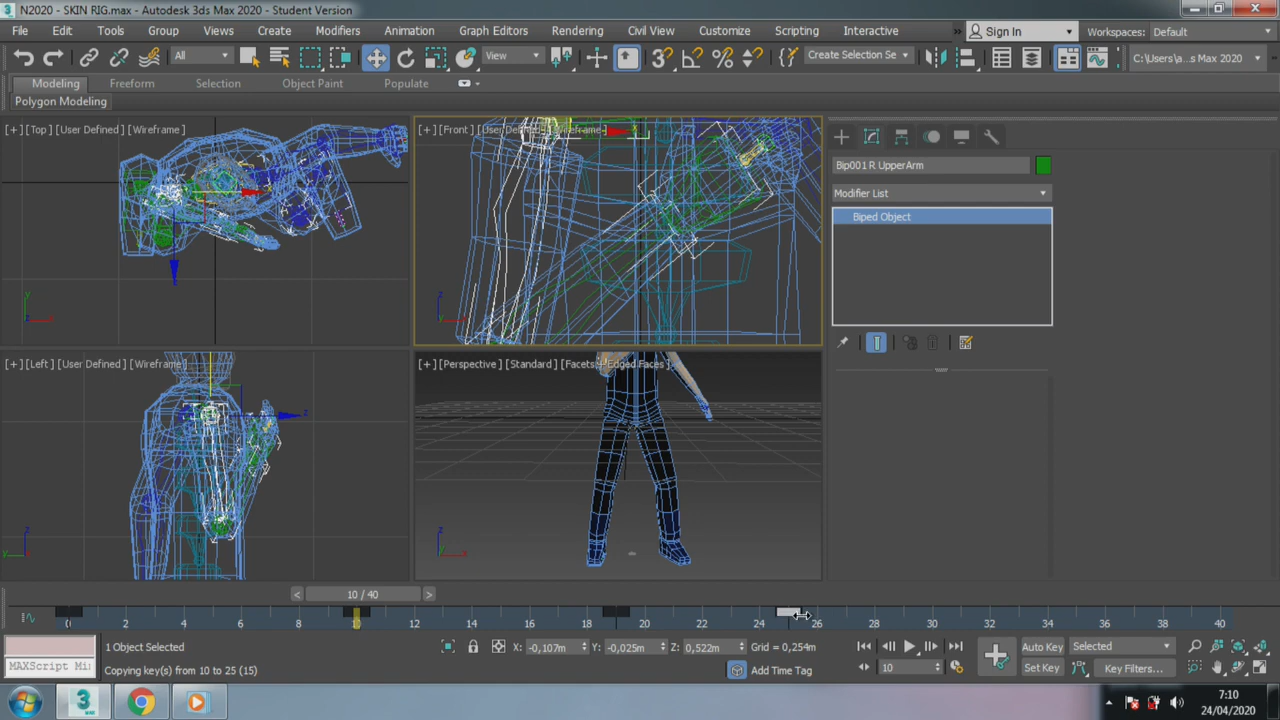 N2020 - SKIN RIG.max - Autodesk 3ds Max 2020 - Student Version
File Edit Tools Group Views Create Modifiers Animation Graph Editors Rendering Civil View Customize Scripting Interactive Sign In Workspaces: Default
All View Create Selection Se C:\Users\a...s Max 2020
Modeling Freeform Selection Object Paint Populate
Polygon Modeling
[+] [Top] [User Defined] [Wireframe]
[+] [Front] [User Defined] [Wireframe]
Bip001 R UpperArm
Modifier List
Biped Object
[+] [Left] [User Defined] [Wireframe]
[+] [Perspective] [Standard] [Facets + Edged Faces]
< 10 / 40 >
0 2 4 6 8 10 12 14 16 18 20 22 24 26 28 30 32 34 36 38 40
1 Object Selected X: -0,107m Y: -0,025m Z: 0,522m Grid = 0,254m Auto Key Selected
MAXScript Mi Copying key(s) from 10 to 25 (15) Add Time Tag 10 Set Key Key Filters...
7:10
24/04/2020